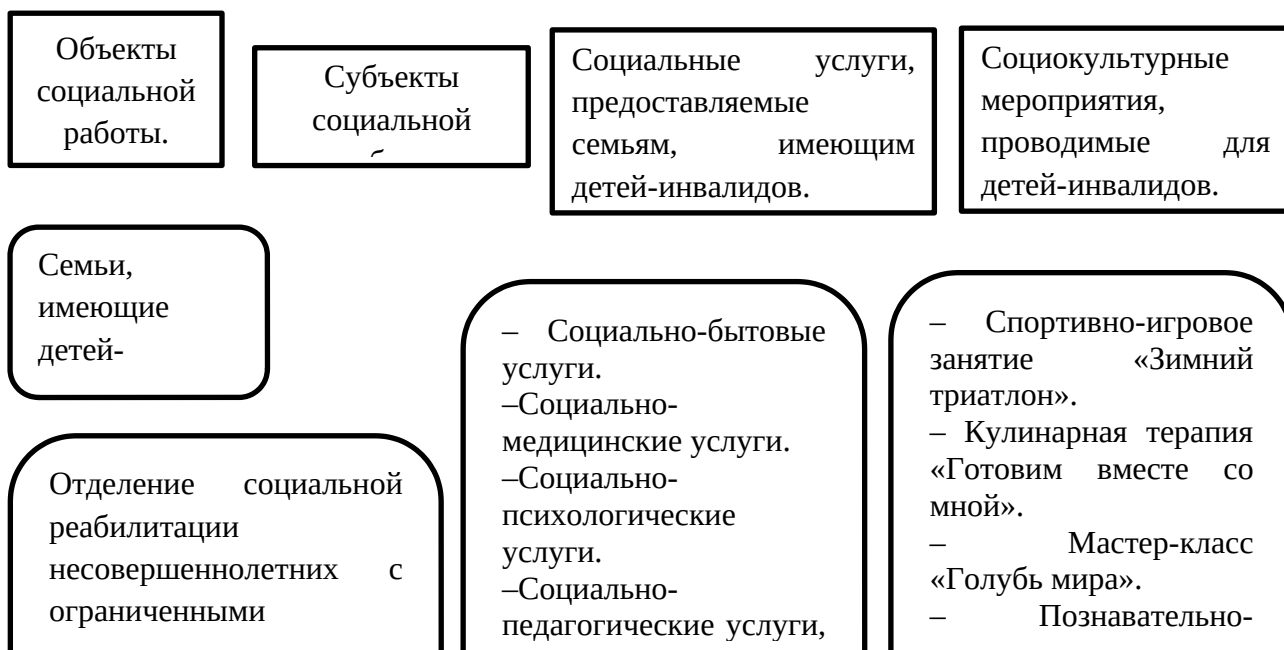 Объекты
социальной
работы.
Субъекты
социальной
Социальные услуги,
предоставляемые
семьям, имеющим
детей-инвалидов.
Социокультурные
мероприятия,
проводимые для
детей-инвалидов.
Семьи,
имеющие
детей-
Отделение социальной
реабилитации
несовершеннолетних с
ограниченными
– Социально-бытовые
услуги.
–Социально-
медицинские услуги.
–Социально-
психологические
услуги.
–Социально-
педагогические услуги,
– Спортивно-игровое
занятие «Зимний
триатлон».
– Кулинарная терапия
«Готовим вместе со
мной».
– Мастер-класс
«Голубь мира».
– Познавательно-